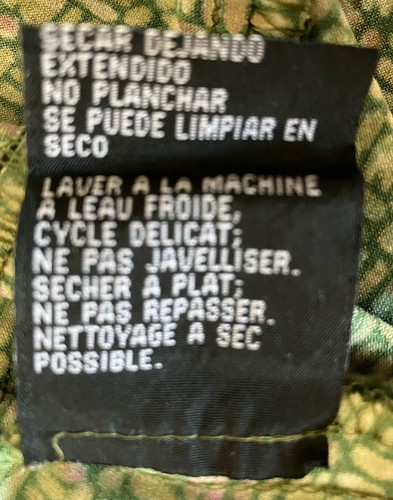 SECAR DEJANDO
EXTENDIDO
NO PLANCHAR
SE PUEDE LIMPIAR EN
SECO
LAVER A LA MACHINE
A LEAU FROIDE,
CYCLE DELICAT;
NE PAS JAVELLISER.
SECHER A PLAT;
NE PAS REPASSER.
NETTOYAGE A SEC
POSSIBLE.